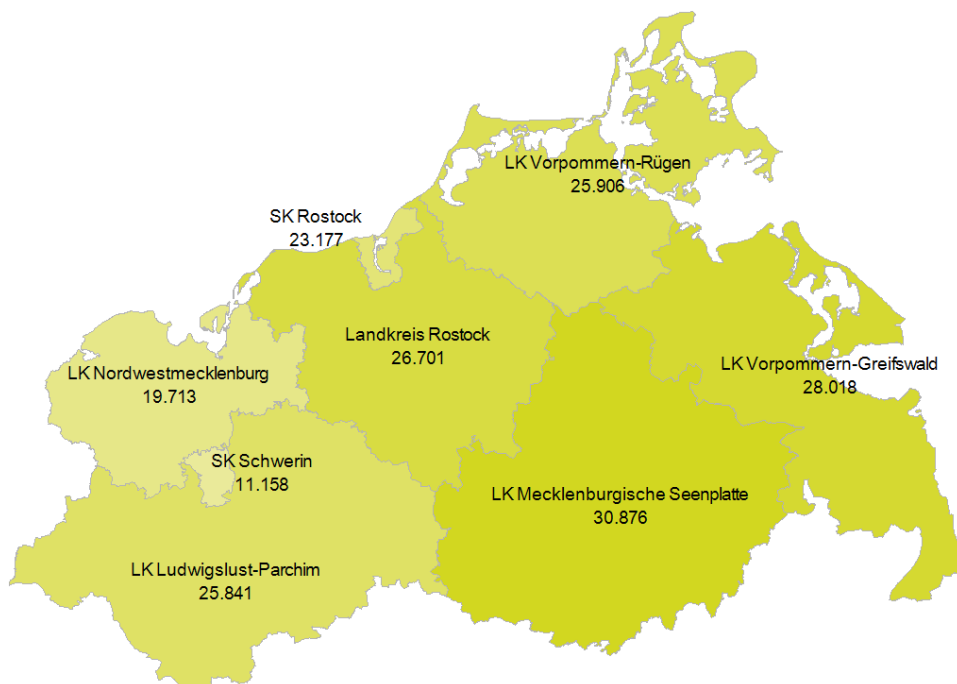 LK Vorpommern-Rügen
25.906
SK Rostock
23.177
Landkreis Rostock
26.701
LK Vorpommern-Greifswald
28.018
LK Nordwestmecklenburg
19.713
SK Schwerin
11.158
LK Mecklenburgische Seenplatte
30.876
LK Ludwigslust-Parchim
25.841